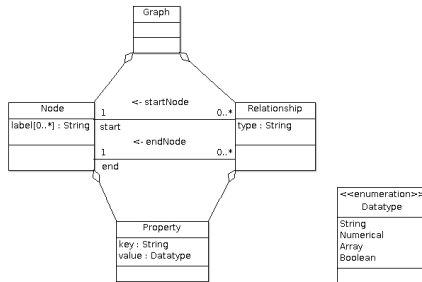 Graph
<- startNode
Node
Relationship
1
0..*
label[0..*] : String
start
type : String
<- endNode
1
0..*
end
<<enumeration>>
Datatype
Property
String
key : String
Numerical
value : Datatype
Array
Boolean